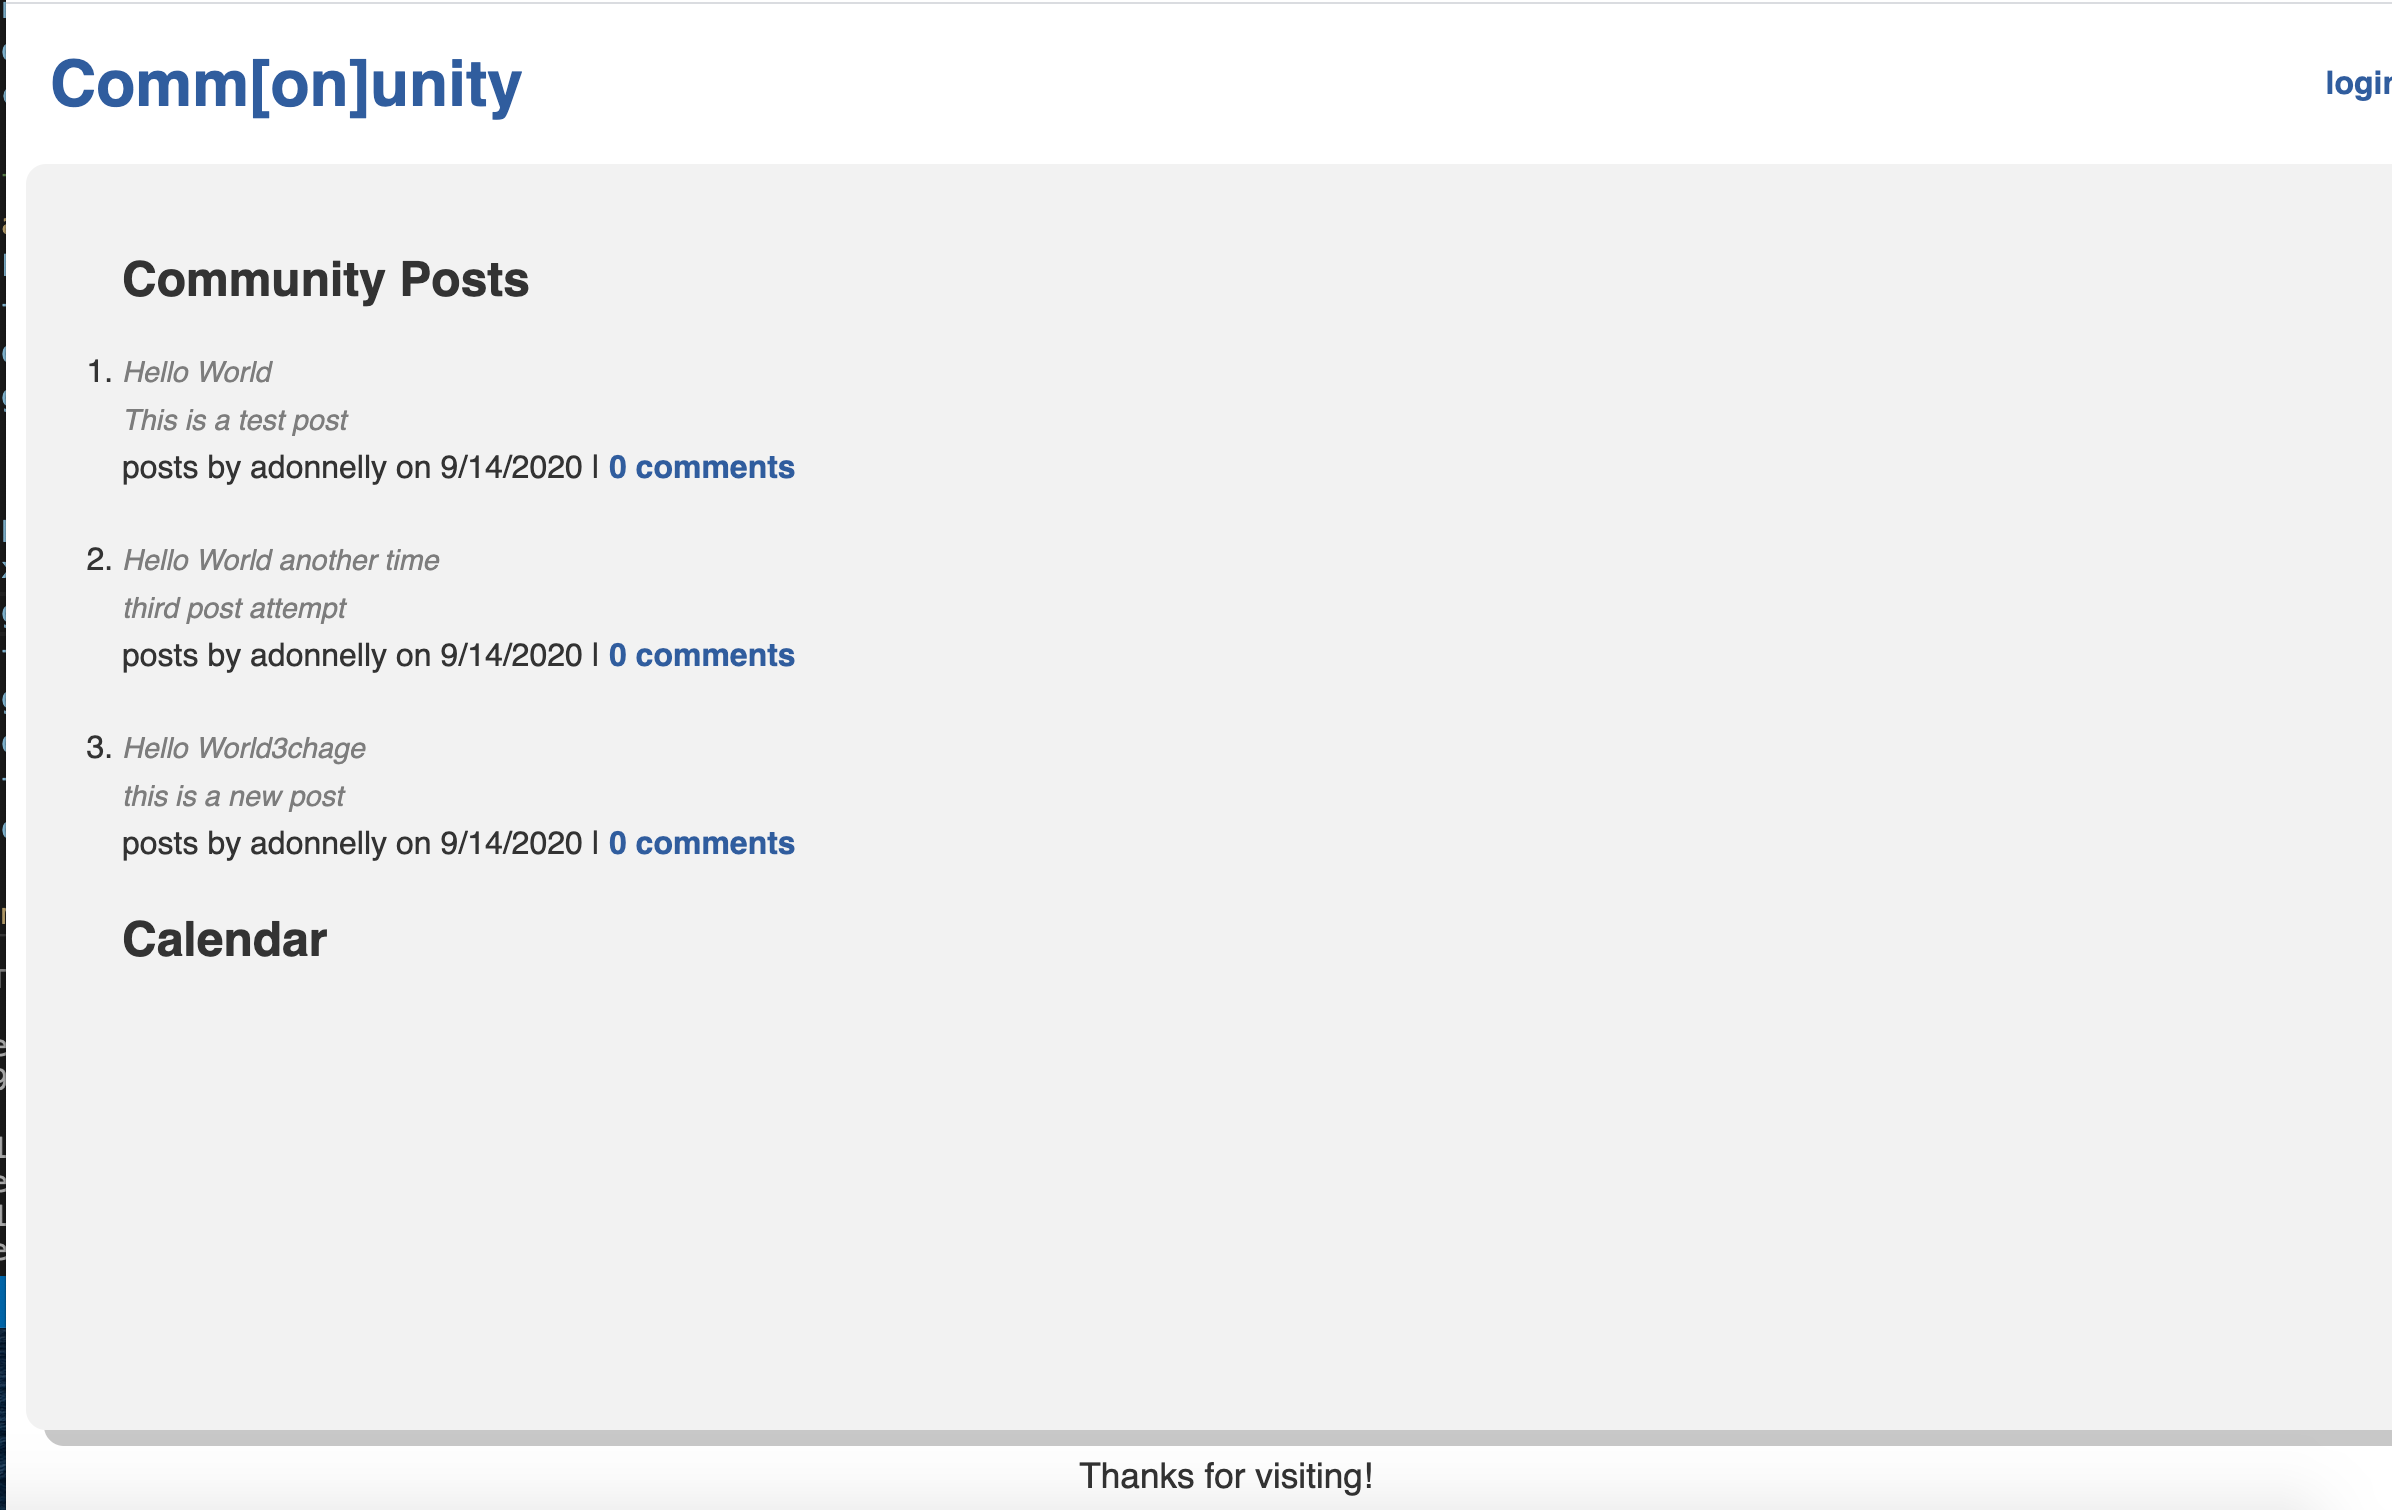 Comm[on]unity
Community Posts
1. Hello World
This is a test post
posts by adonnelly on 9/14/2020 | 0 comments
2. Hello World another time
third post attempt
posts by adonnelly on 9/14/2020 | 0 comments
3. Hello World3chage
this is a new post
posts by adonnelly on 9/14/2020 | 0 comments
Calendar
Thanks for visiting!